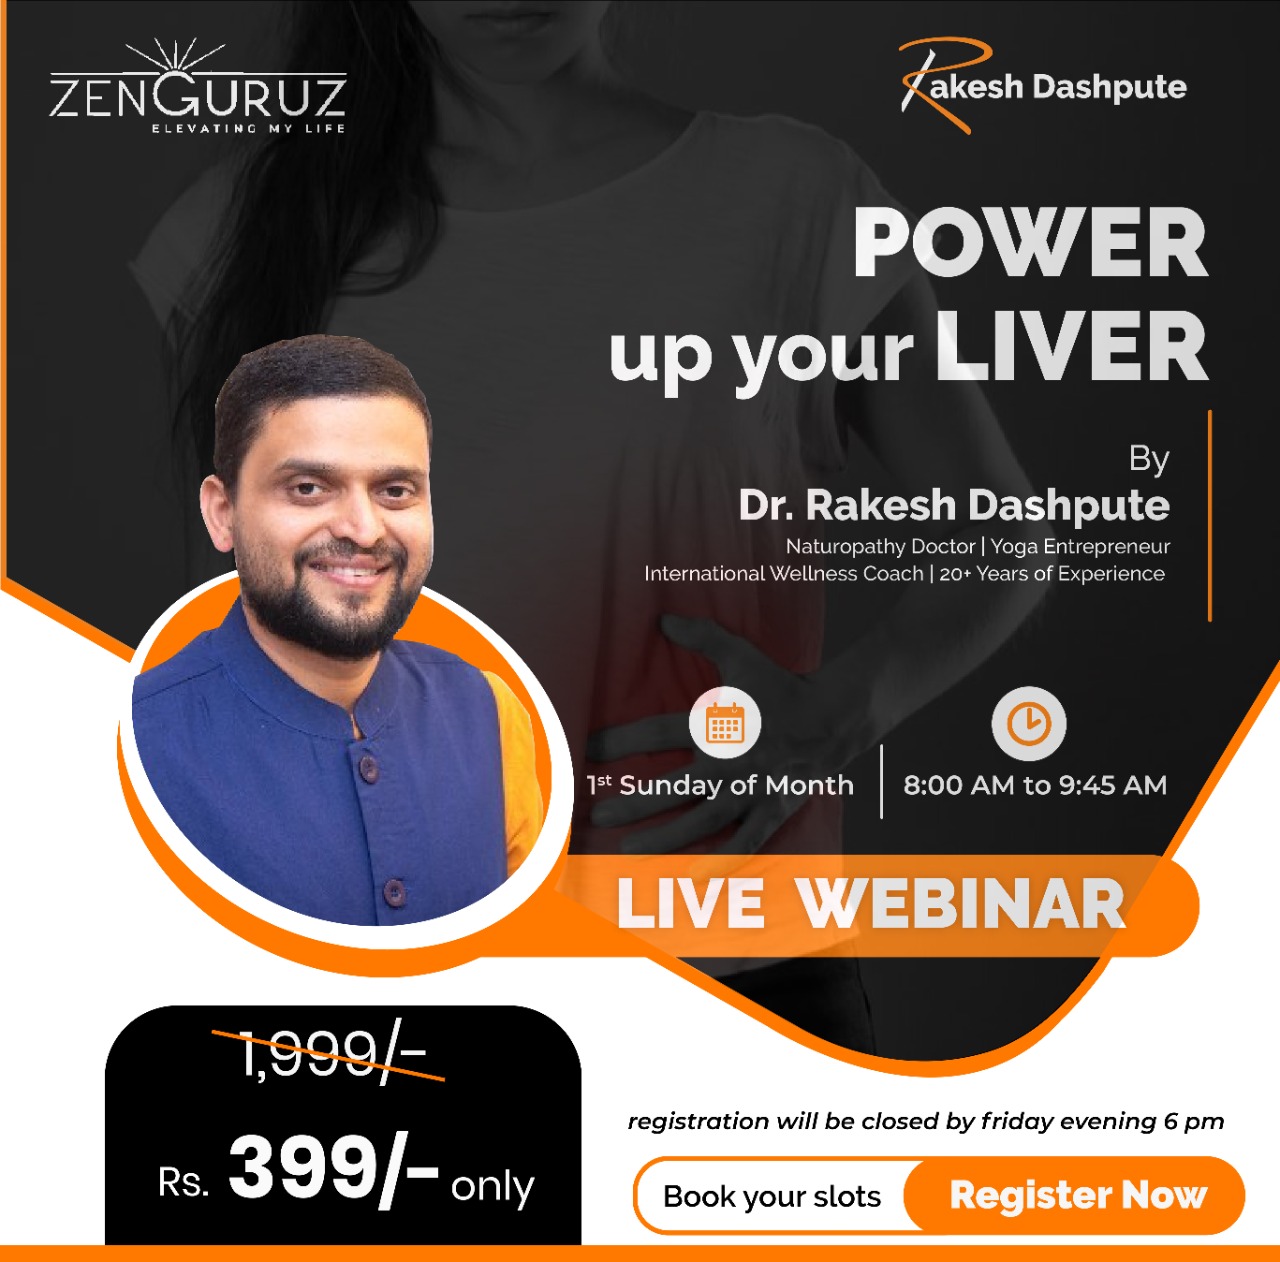 ZENGURUZ
ELEVATING MY LIFE
Rakesh Dashpute
POWER
up your LIVER
By
Dr. Rakesh Dashpute
Naturopathy Doctor | Yoga Entrepreneur
International Wellness Coach | 20+ Years of Experience
1st Sunday of Month
8:00 AM to 9:45 AM
LIVE WEBINAR
1,999/-
Rs. 399/- only
registration will be closed by friday evening 6 pm
Book your slots
Register Now